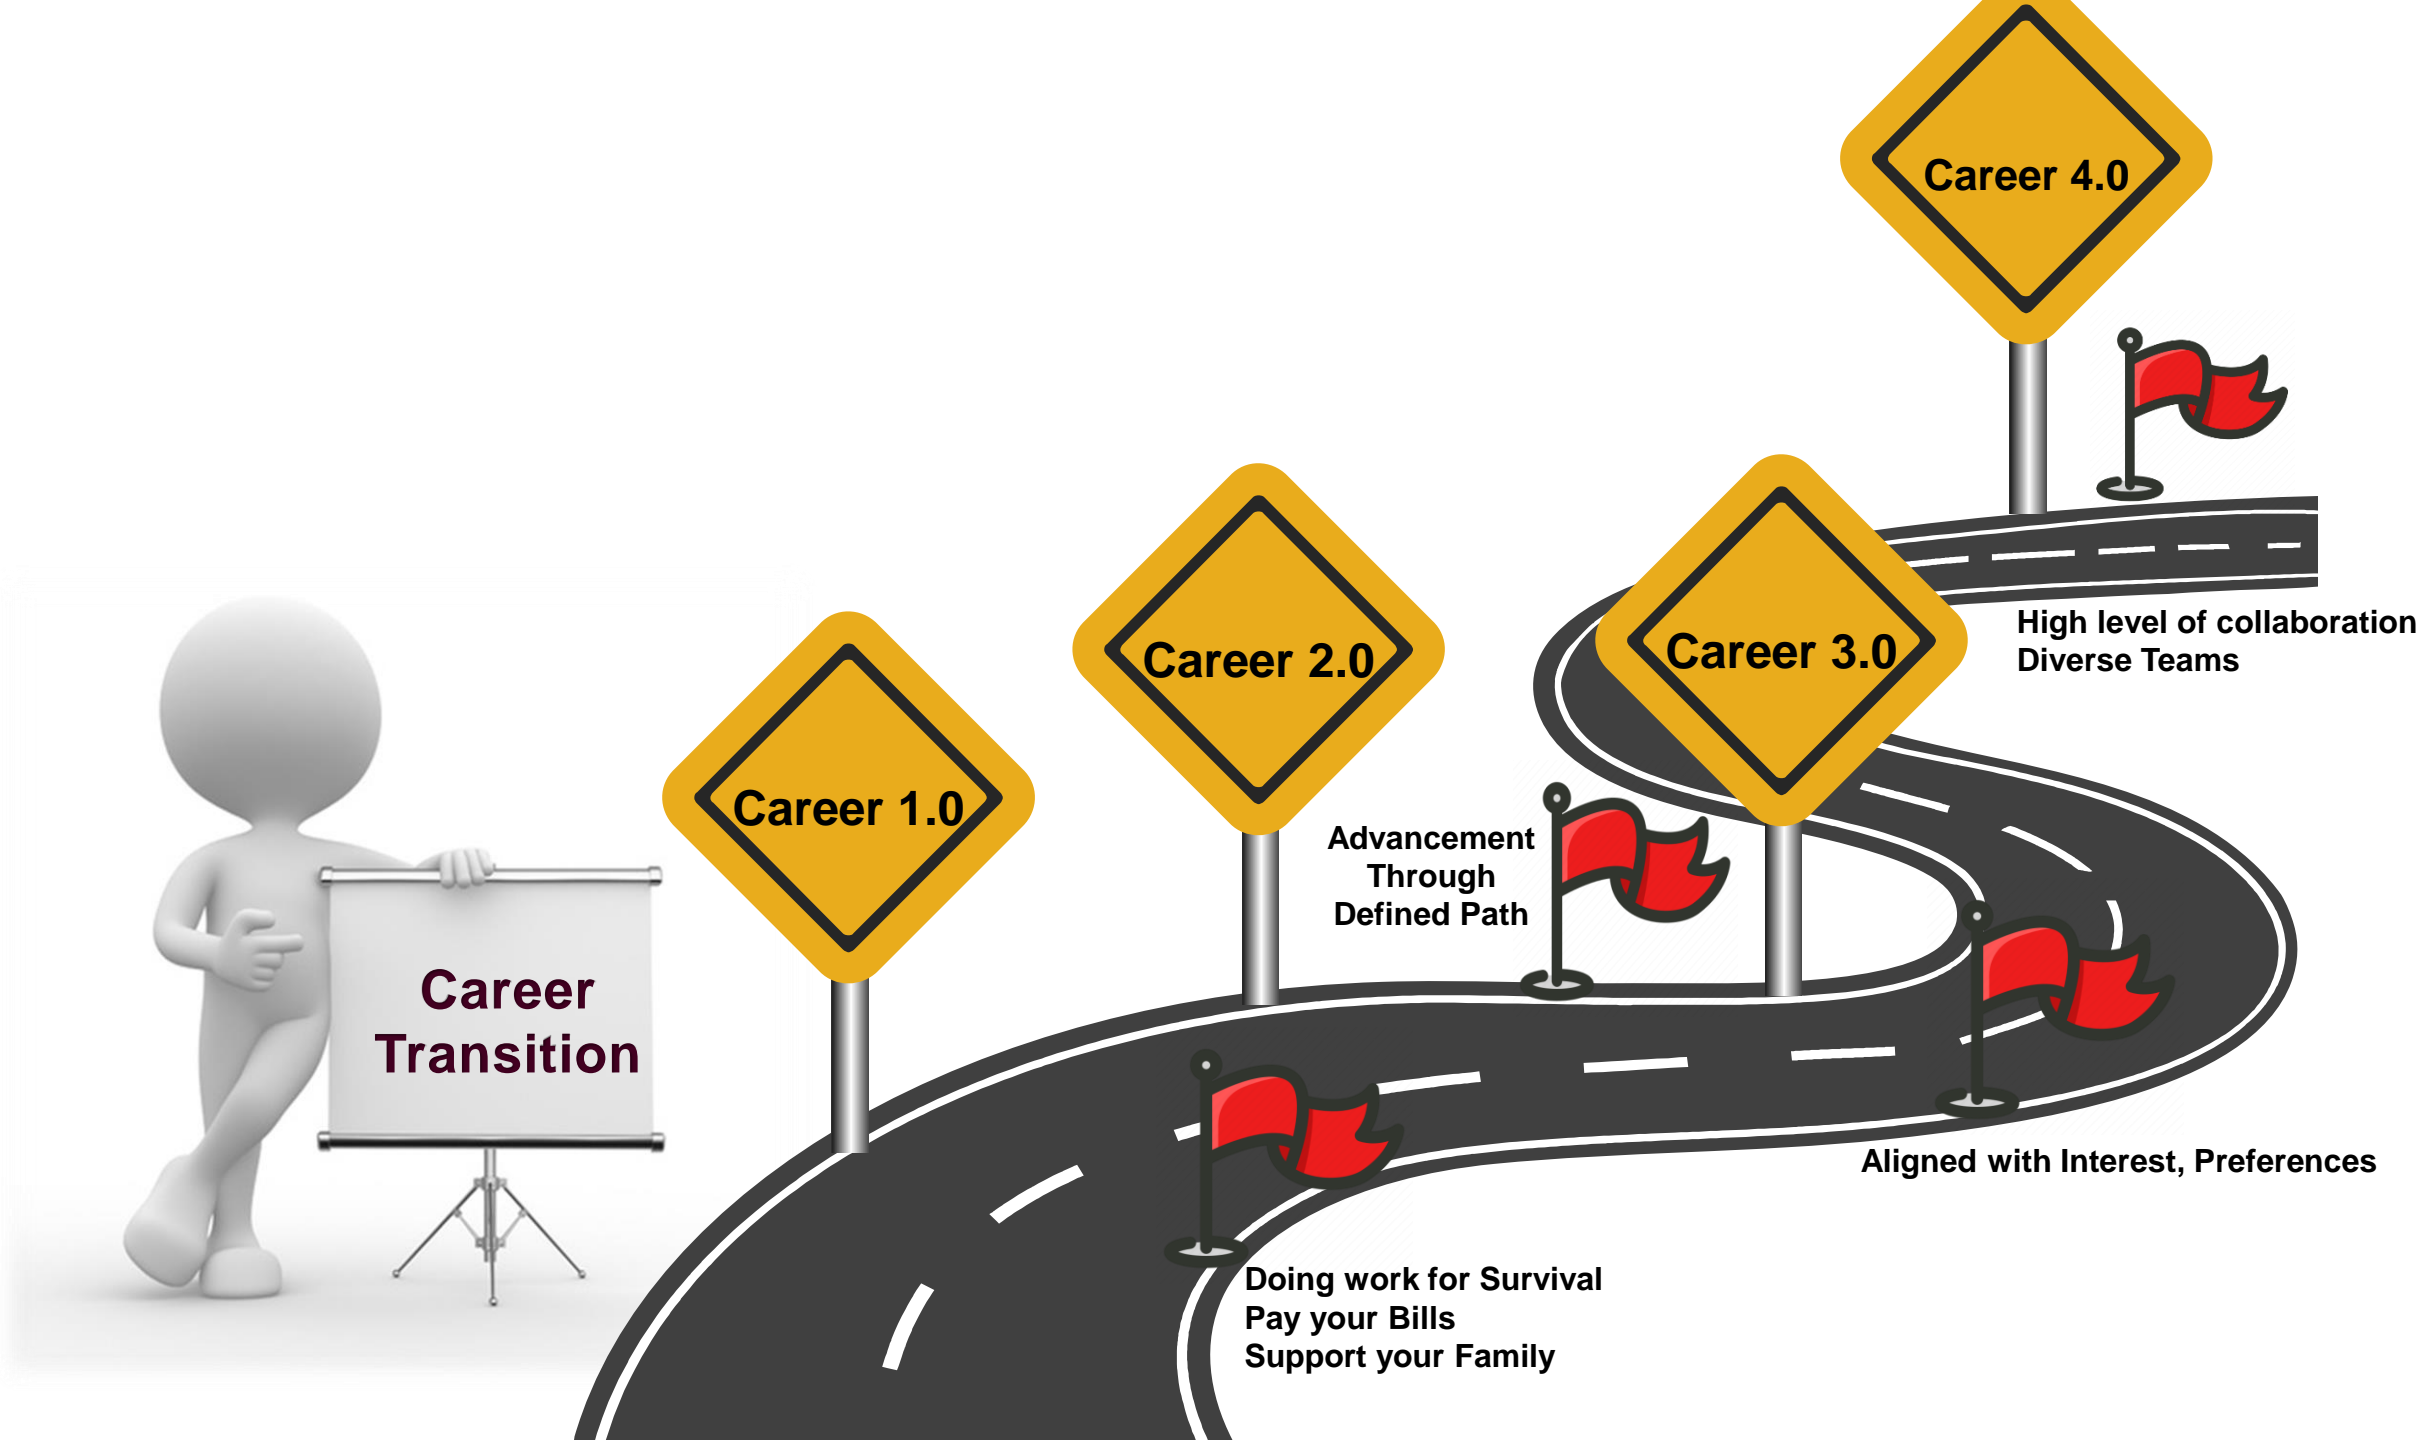 Career
Transition
Career 1.0
Doing work for Survival
Pay your Bills
Support your Family
Career 2.0
Advancement
Through
Defined Path
Career 3.0
Aligned with Interest, Preferences
Career 4.0
High level of collaboration
Diverse Teams